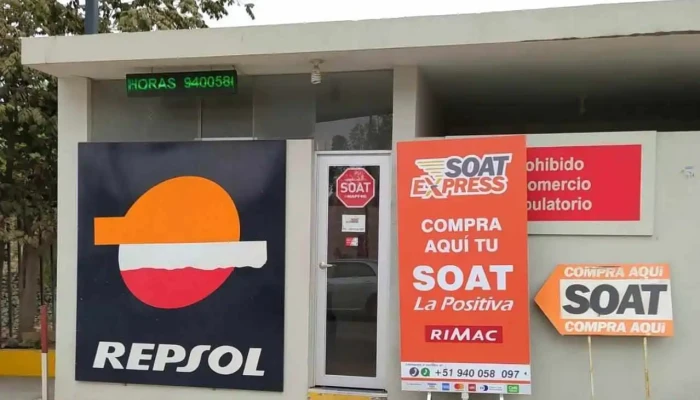 HORAS 940058
REPSOL
SOAT
SOAT
EXPRESS
COMPRA
AQUÍ TU
SOAT
La Positiva
RIMAC
+51 940 058 097
ohibido
omercio
bulatorio
COMPRA AQUI
SOAT
COMPRA AQUI